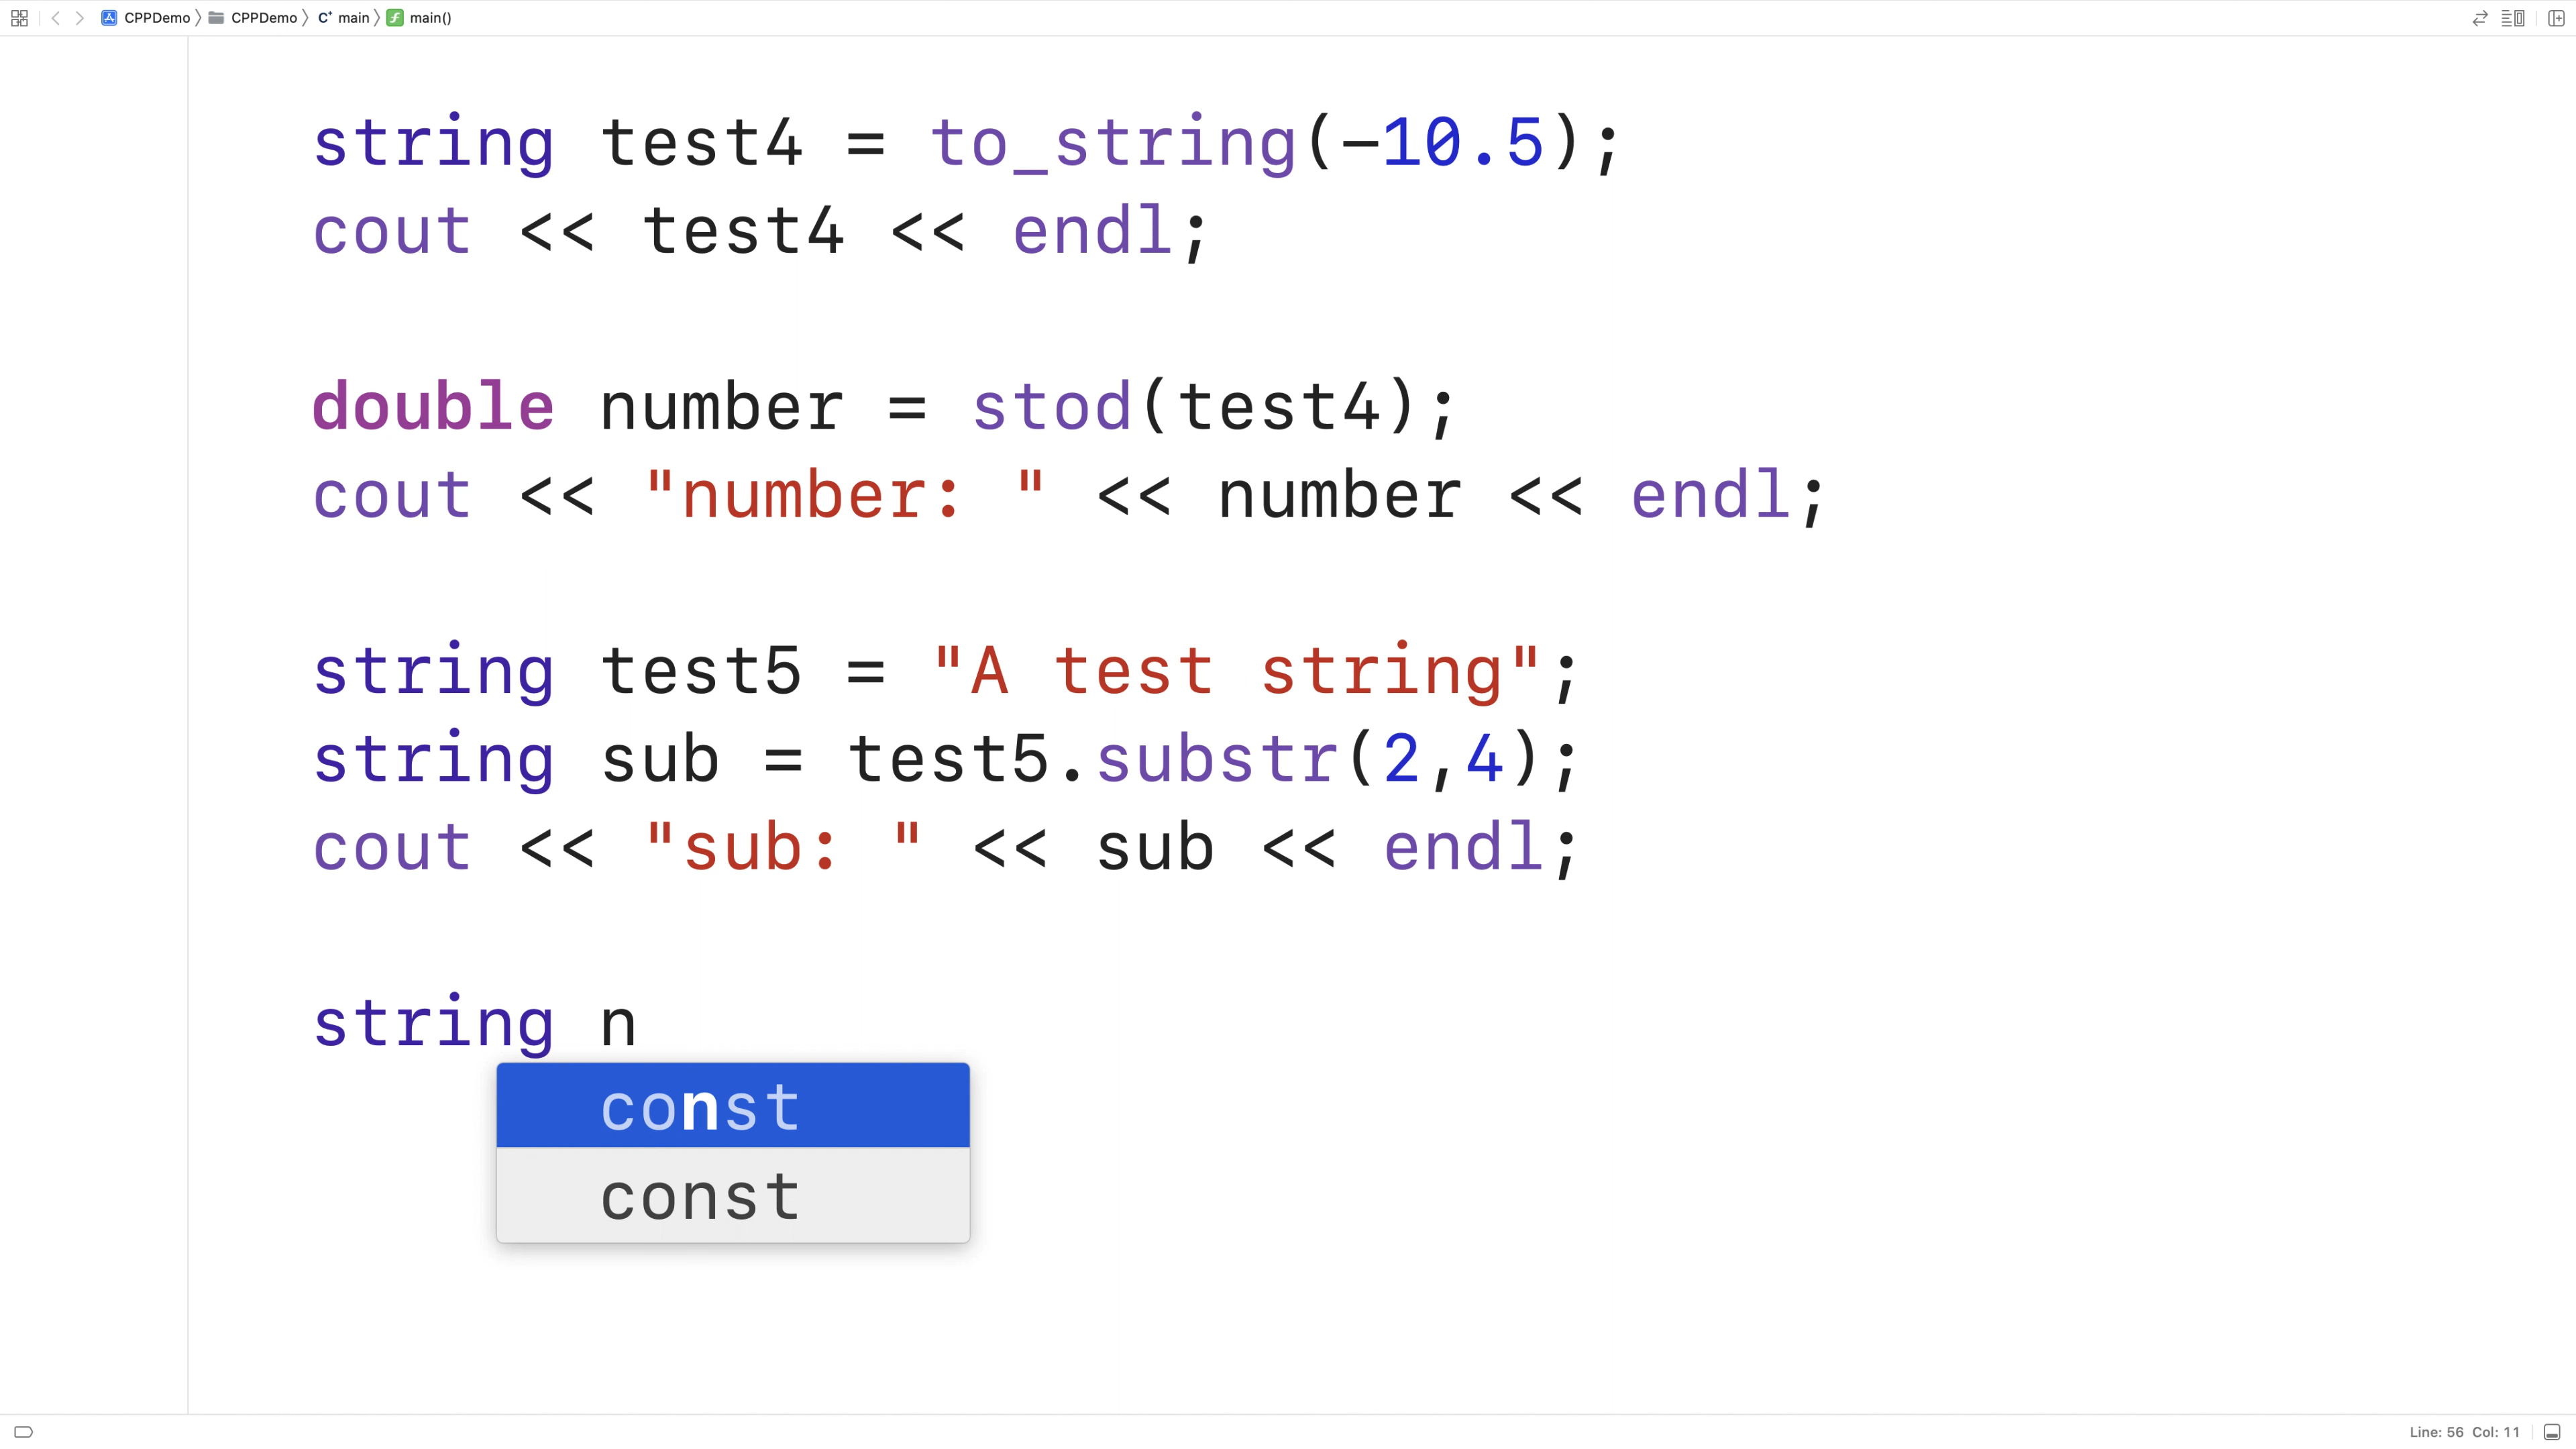 CPPDemo 〉 CPPDemo 〉 C+ main 〉 f main()
string test4 = to_string(-10.5);
cout << test4 << endl;
double number = stod(test4);
cout << "number: " << number << endl;
string test5 = "A test string";
string sub = test5.substr(2,4);
cout << "sub: " << sub << endl;
string n
const
const
Line: 56 Col: 11